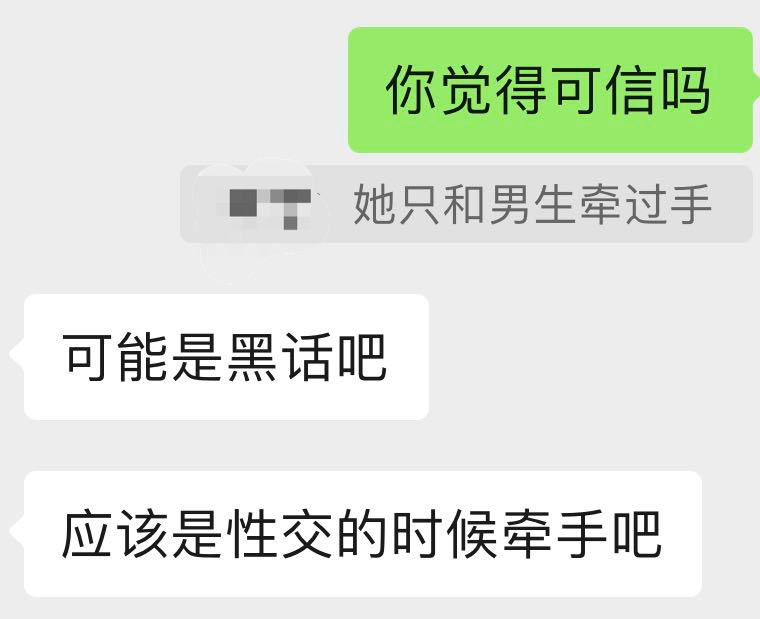 你觉得可信吗
她只和男生牵过手
可能是黑话吧
应该是性交的时候牵手吧